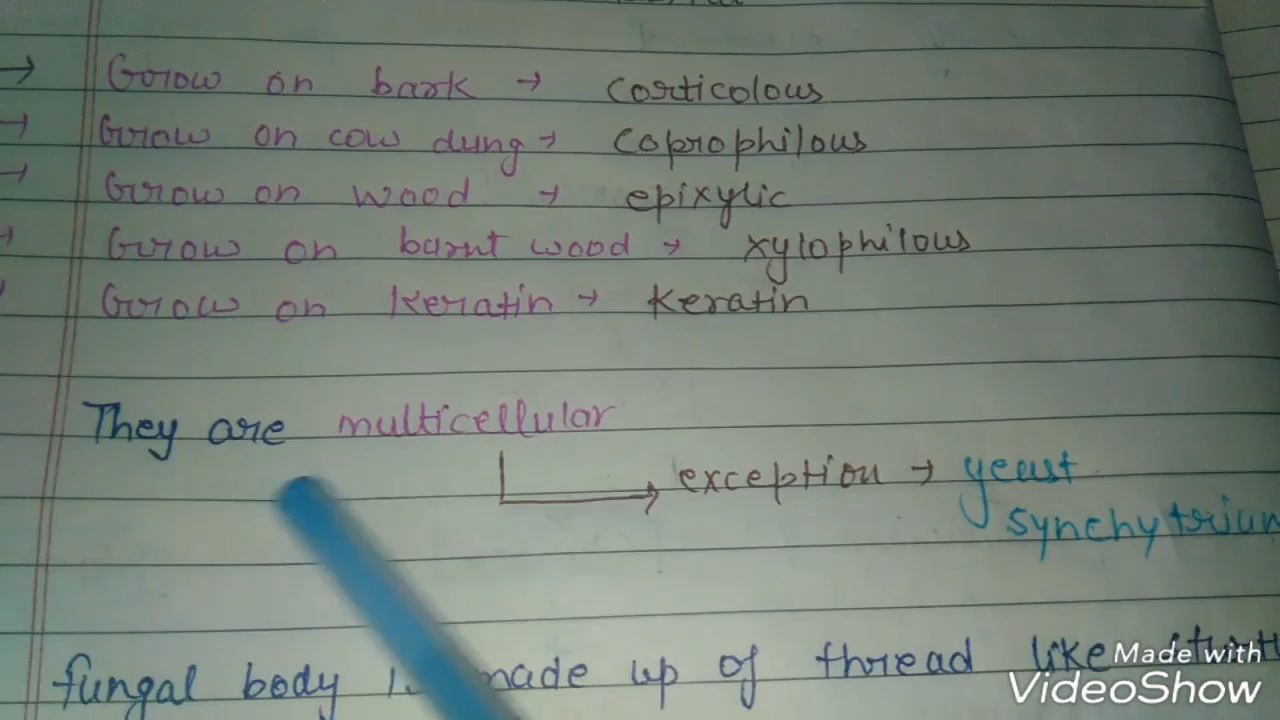 → Grow on bark → corticolous
→ Grow on cow dung → coprophilous
→ Grow on wood → epixylic
→ Grow on burnt wood → xylophilous
Grow on Keratin → Keratin
They are multicellular
exception → yeast
synchytrium
fungal body made up of thread like
Made with
VideoShow